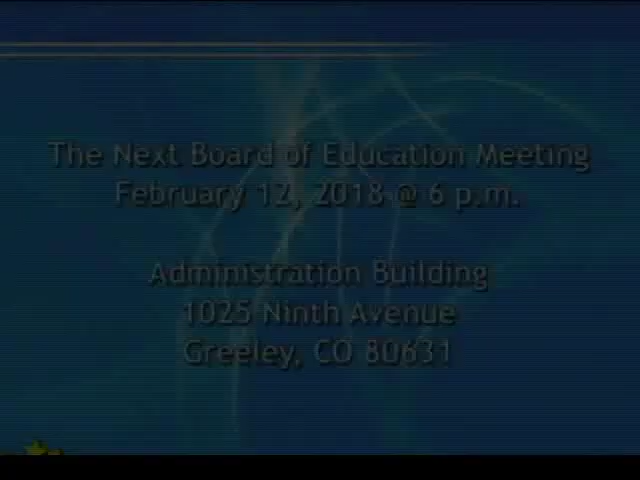 The Next Board of Education Meeting
February 12, 2018 @ 6 p.m.
Administration Building
1025 Ninth Avenue
Greeley, CO 80631